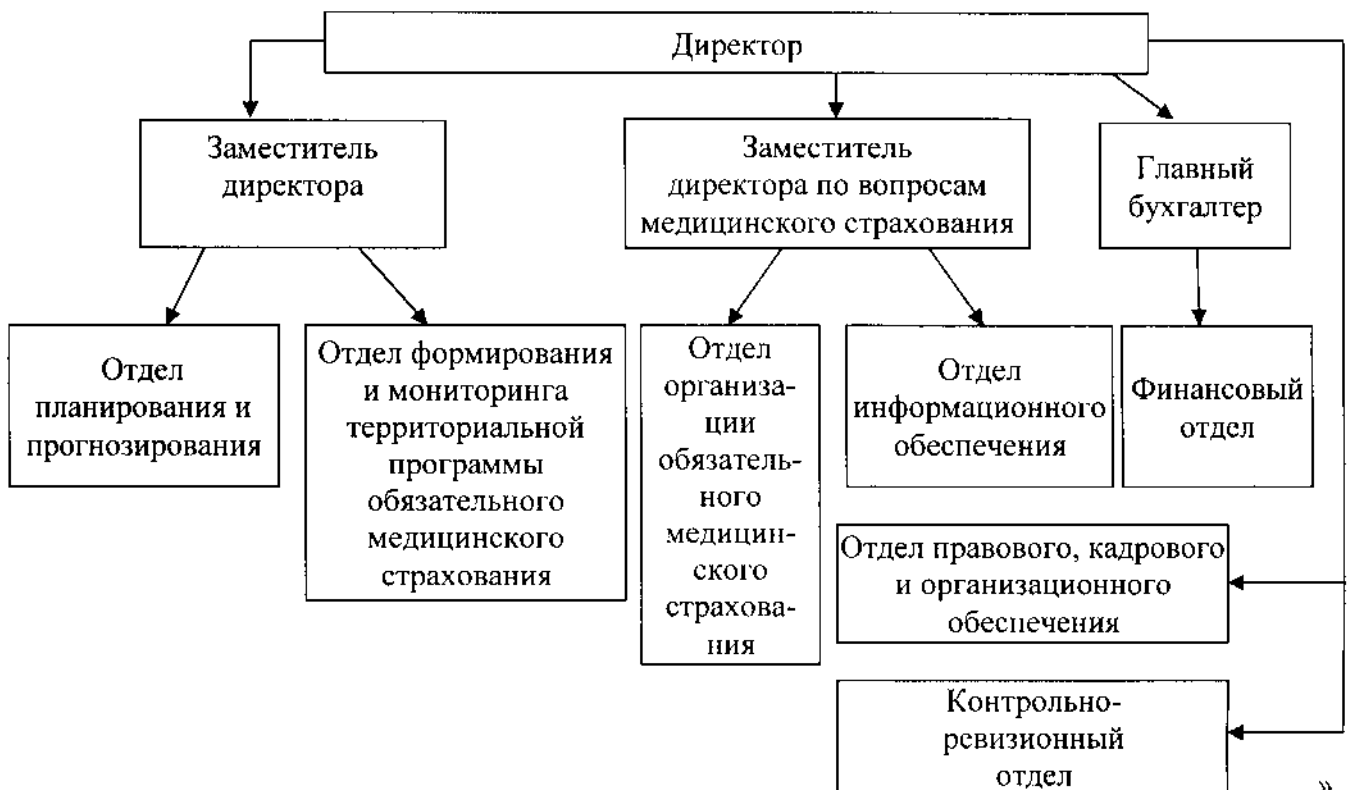 Директор
Заместитель
директора
Заместитель
директора по вопросам
медицинского страхования
Главный
бухгалтер
Отдел
планирования и
прогнозирования
Отдел формирования
и мониторинга
территориальной
программы
обязательного
медицинского
страхования
Отдел
организа-
ции
обязатель-
ного
медицин-
ского
страхова-
ния
Отдел
информационного
обеспечения
Финансовый
отдел
Отдел правового, кадрового
и организационного
обеспечения
Контрольно-
ревизионный
отдел
»